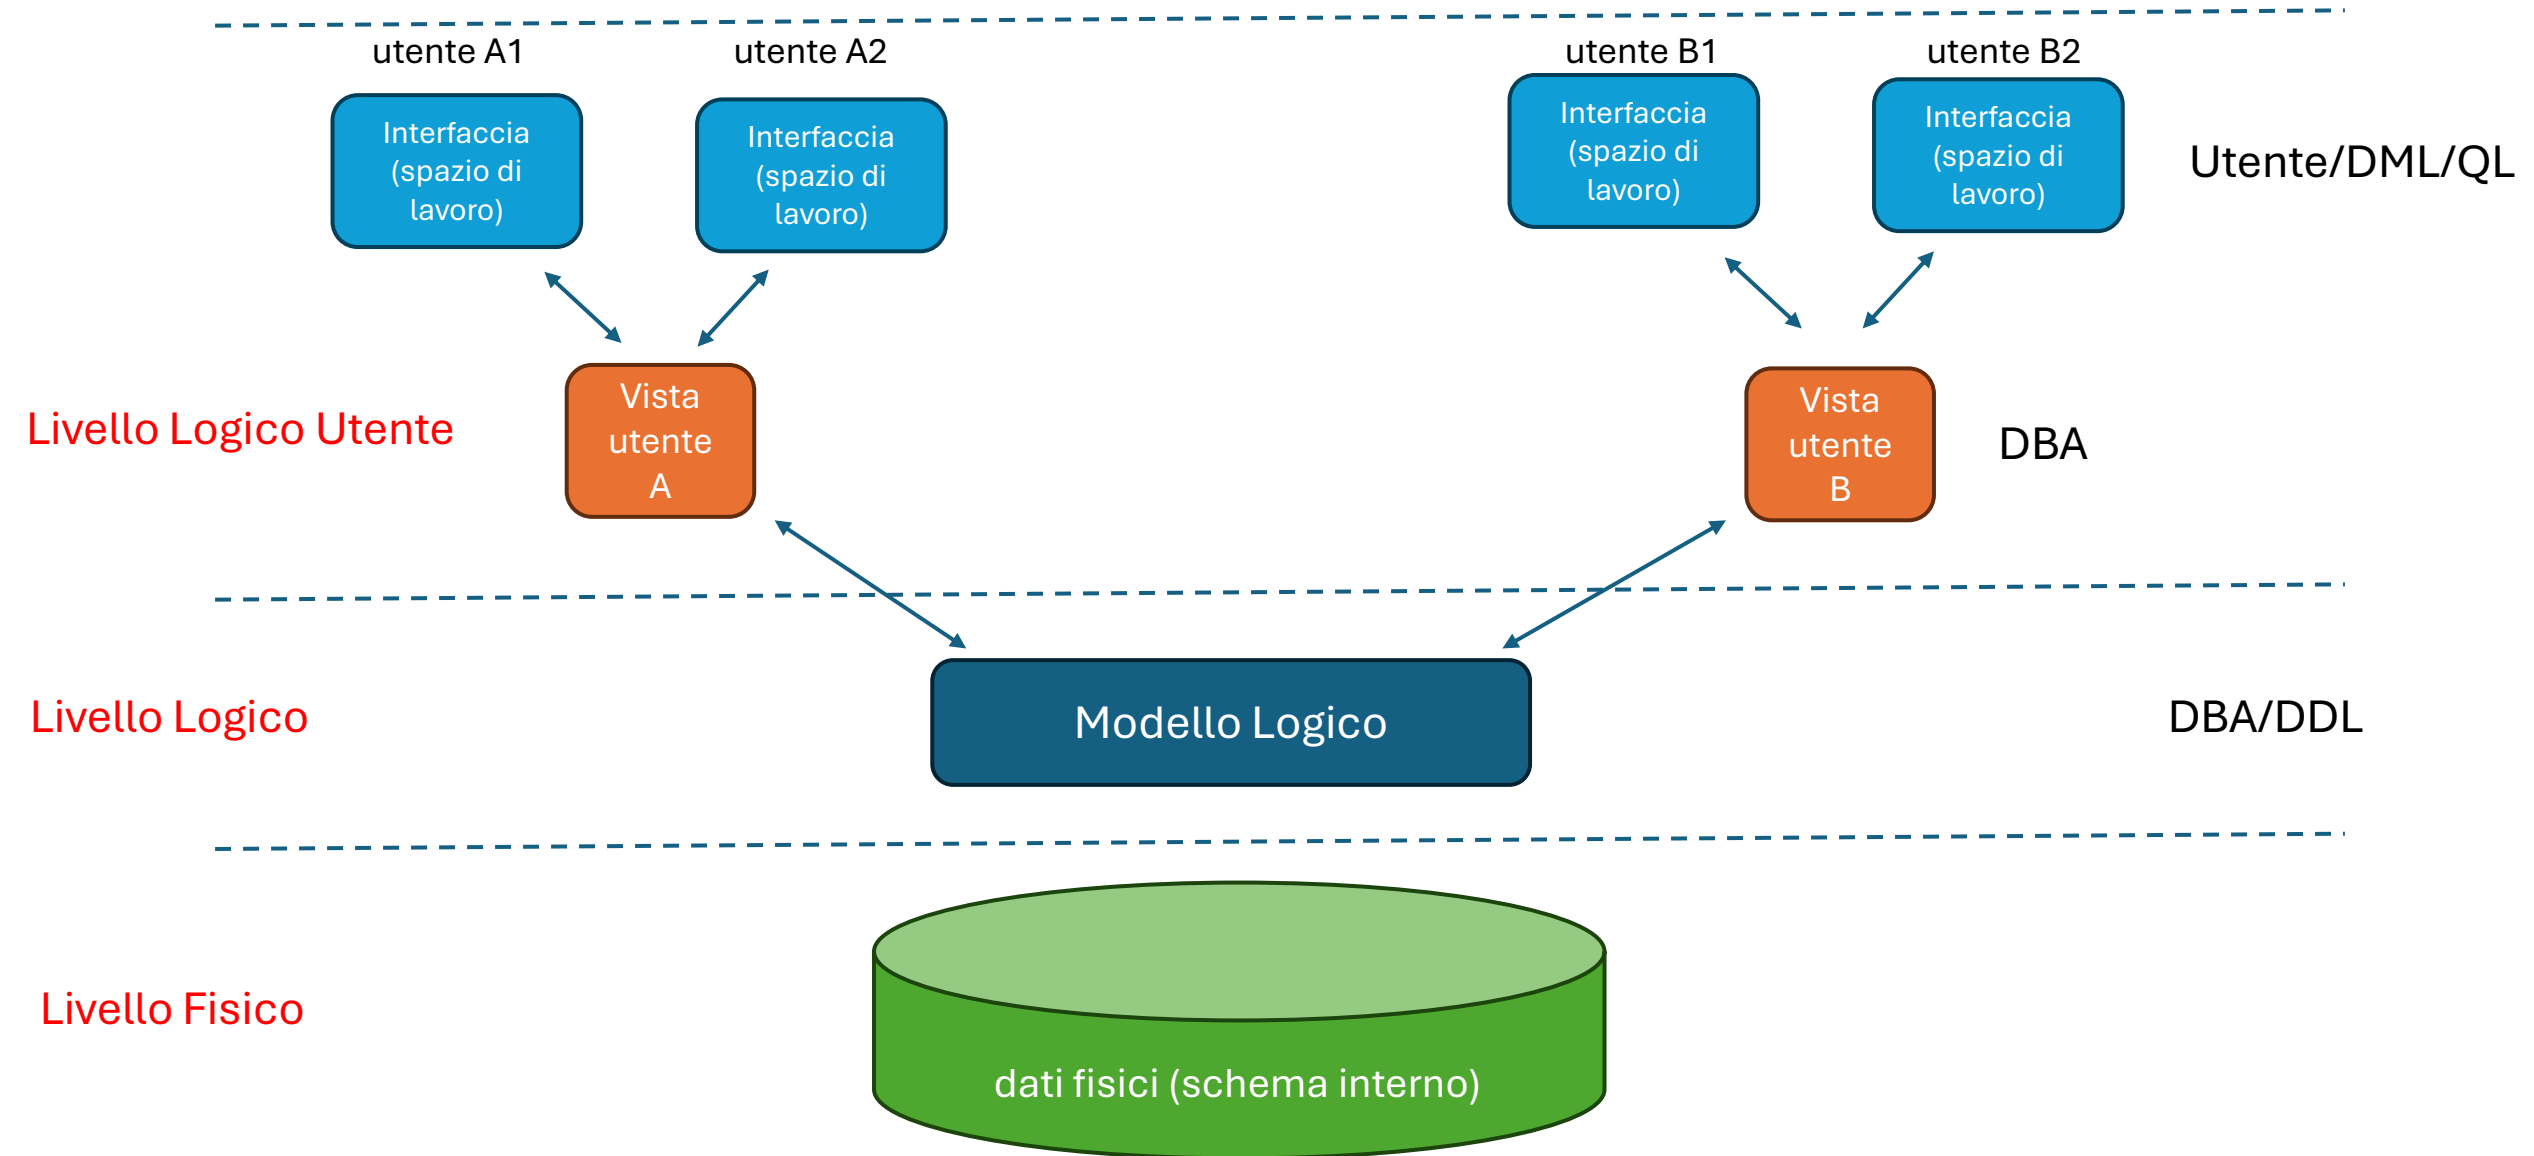 utente A1
utente A2
utente B1
utente B2
Interfaccia
(spazio di
lavoro)
Interfaccia
(spazio di
lavoro)
Interfaccia
(spazio di
lavoro)
Interfaccia
(spazio di
lavoro)
Utente/DML/QL
Livello Logico Utente
Vista
utente
A
Vista
utente
B
DBA
Livello Logico
Modello Logico
DBA/DDL
Livello Fisico
dati fisici (schema interno)